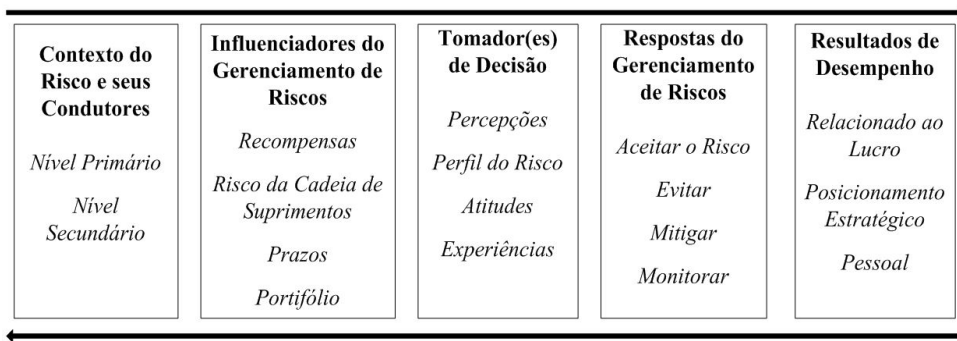 Contexto do
Risco e seus
Condutores
Nível Primário
Nível
Secundário
Influenciadores do
Gerenciamento de
Riscos
Recompensas
Risco da Cadeia de
Suprimentos
Prazos
Portifólio
Tomador(es)
de Decisão
Percepções
Perfil do Risco
Atitudes
Experiências
Respostas do
Gerenciamento
de Riscos
Aceitar o Risco
Evitar
Mitigar
Monitorar
Resultados de
Desempenho
Relacionado ao
Lucro
Posicionamento
Estratégico
Pessoal